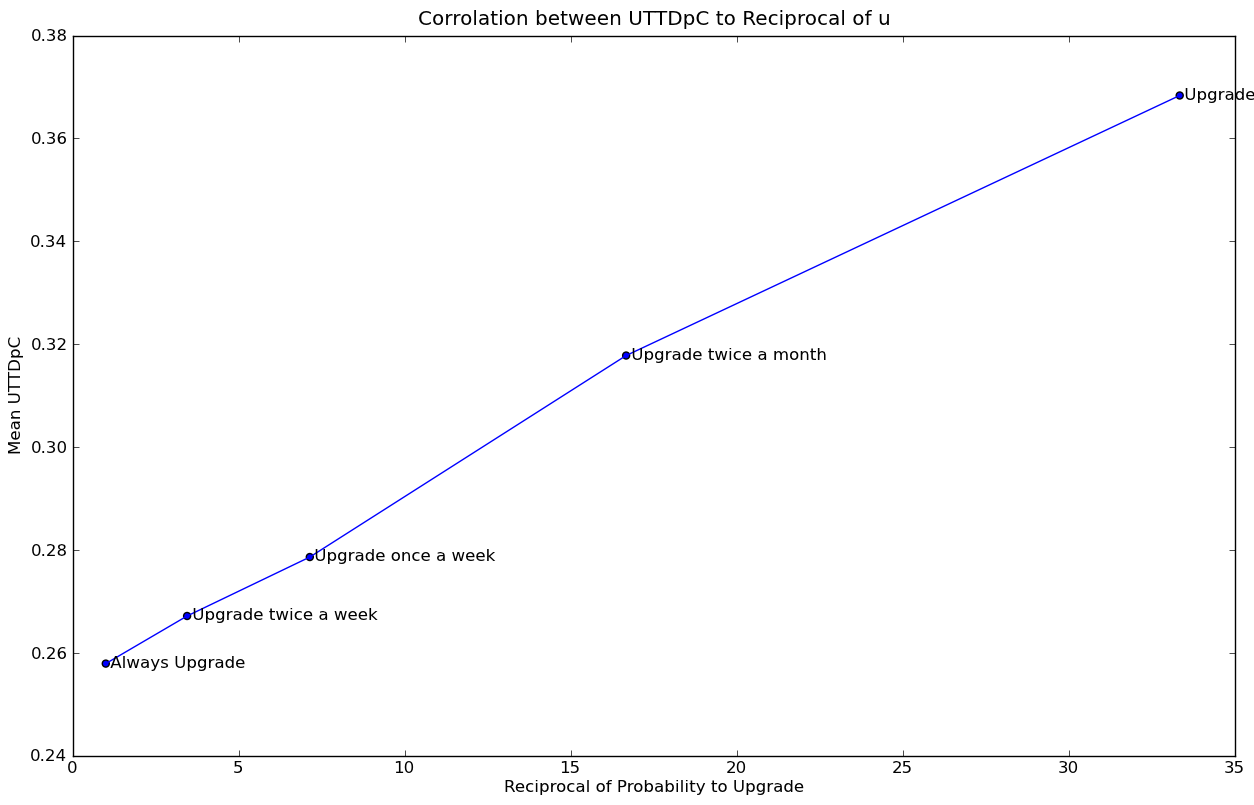 Corrolation between UTTDpC to Reciprocal of u
0.38
0.36
0.34
0.32
0.30
0.28
0.26
0.24
Mean UTTDpC
Upgrade
Upgrade twice a month
Upgrade once a week
Upgrade twice a week
Always Upgrade
0 5 10 15 20 25 30 35
Reciprocal of Probability to Upgrade